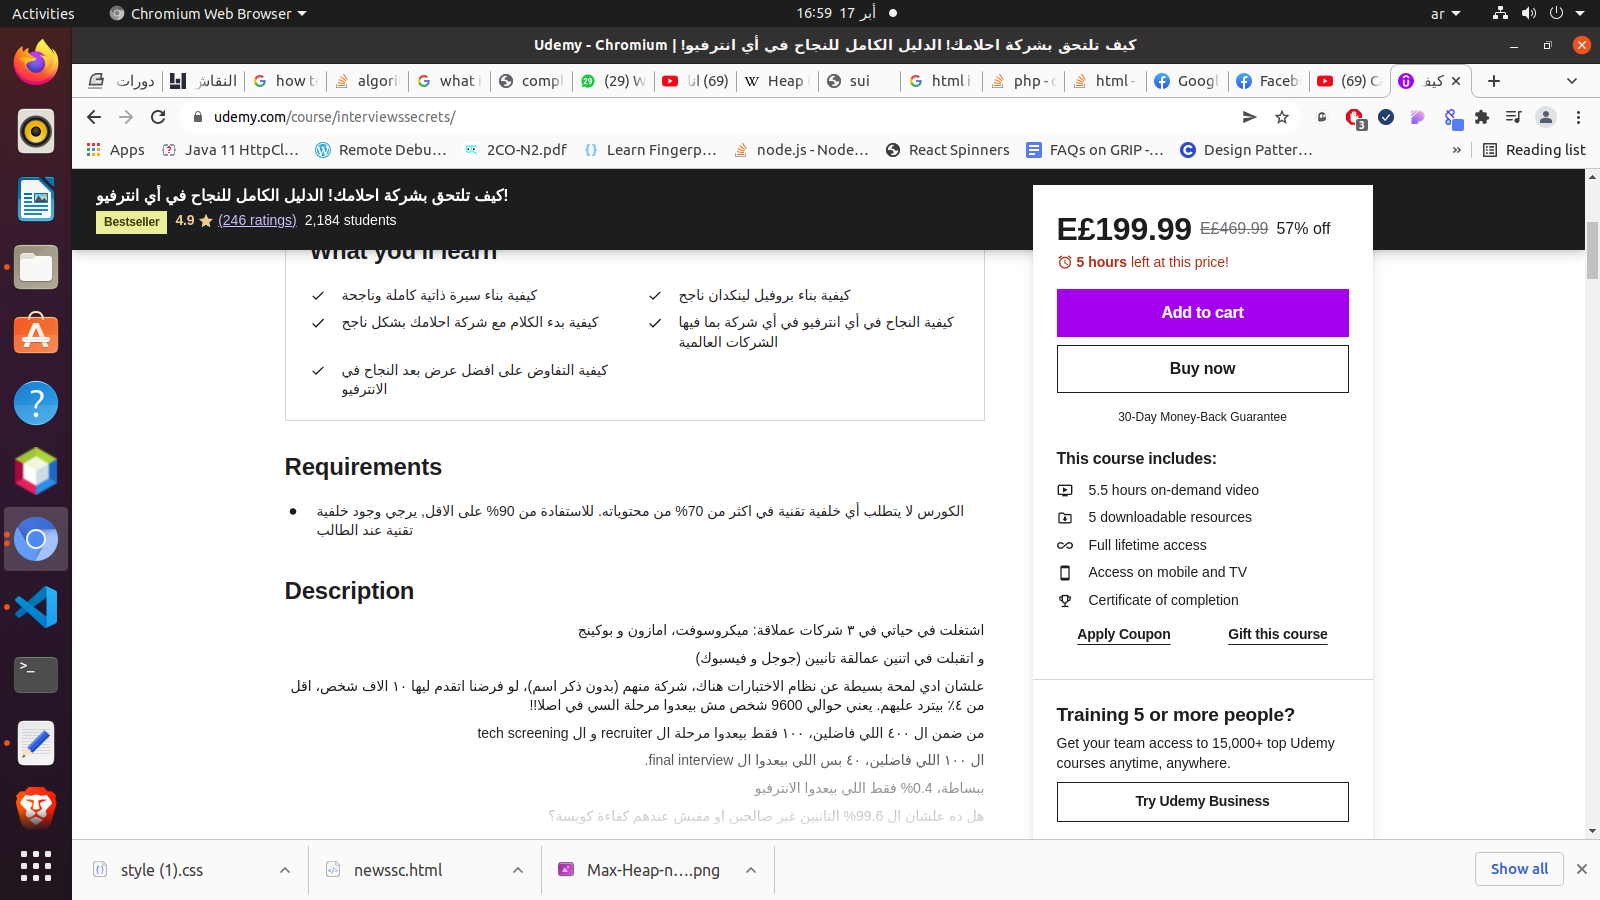 Activities
Chromium Web Browser
16:59 17 أبر
ar
كيف تلتحق بشركة احلامك! الدليل الكامل للنجاح في أي انترفيو! | Udemy - Chromium
دورات
النقاش
how t
algori
what i
compl
(29) W
(69) انا
Heap
sui
html i
php - c
html -
Googl
Faceb
(69) C
كيف
udemy.com/course/interviewssecrets/
3
Apps
Java 11 HttpCl…
Remote Debu…
2CO-N2.pdf
Learn Fingerp…
node.js - Node…
React Spinners
FAQs on GRIP -…
Design Patter…
»
Reading list
كيف تلتحق بشركة احلامك! الدليل الكامل للنجاح في أي انترفيو!
Bestseller 4.9 (246 ratings) 2,184 students
What you'll learn
كيفية بناء سيرة ذاتية كاملة وناجحة
كيفية بناء بروفيل لينكدان ناجح
كيفية بدء الكلام مع شركة احلامك بشكل ناجح
كيفية النجاح في أي انترفيو في أي شركة بما فيها
الشركات العالمية
كيفية التفاوض على افضل عرض بعد النجاح في
الانترفيو
Requirements
الكورس لا يتطلب أي خلفية تقنية في اكثر من 70% من محتوياته. للاستفادة من 90% على الاقل, يرجي وجود خلفية
تقنية عند الطالب
Description
اشتغلت في حياتي في ٣ شركات عملاقة: ميكروسوفت، امازون و بوكينج
و اتقبلت في اتنين عمالقة تانيين (جوجل و فيسبوك)
علشان ادي لمحة بسيطة عن نظام الاختبارات هناك، شركة منهم (بدون ذكر اسم)، لو فرضنا اتقدم ليها ١٠ الاف شخص، اقل
من ٤٪ بيترد عليهم. يعني حوالي 9600 شخص مش بيعدوا مرحلة السي في اصلا!!
من ضمن ال ٤٠٠ اللي فاضلين، ١٠٠ فقط بيعدوا مرحلة ال recruiter و ال tech screening
ال ١٠٠ اللي فاضلين، ٤٠ بس اللي بيعدوا ال final interview.
ببساطة، 0.4% فقط اللي بيعدوا الانترفيو
هل ده علشان ال 99.6% التانيين غير صالحين او مفيش عندهم كفاءة كويسة؟
E£199.99 E£469.99 57% off
5 hours left at this price!
Add to cart
Buy now
30-Day Money-Back Guarantee
This course includes:
5.5 hours on-demand video
5 downloadable resources
Full lifetime access
Access on mobile and TV
Certificate of completion
Apply Coupon
Gift this course
Training 5 or more people?
Get your team access to 15,000+ top Udemy
courses anytime, anywhere.
Try Udemy Business
style (1).css
newssc.html
Max-Heap-n….png
Show all